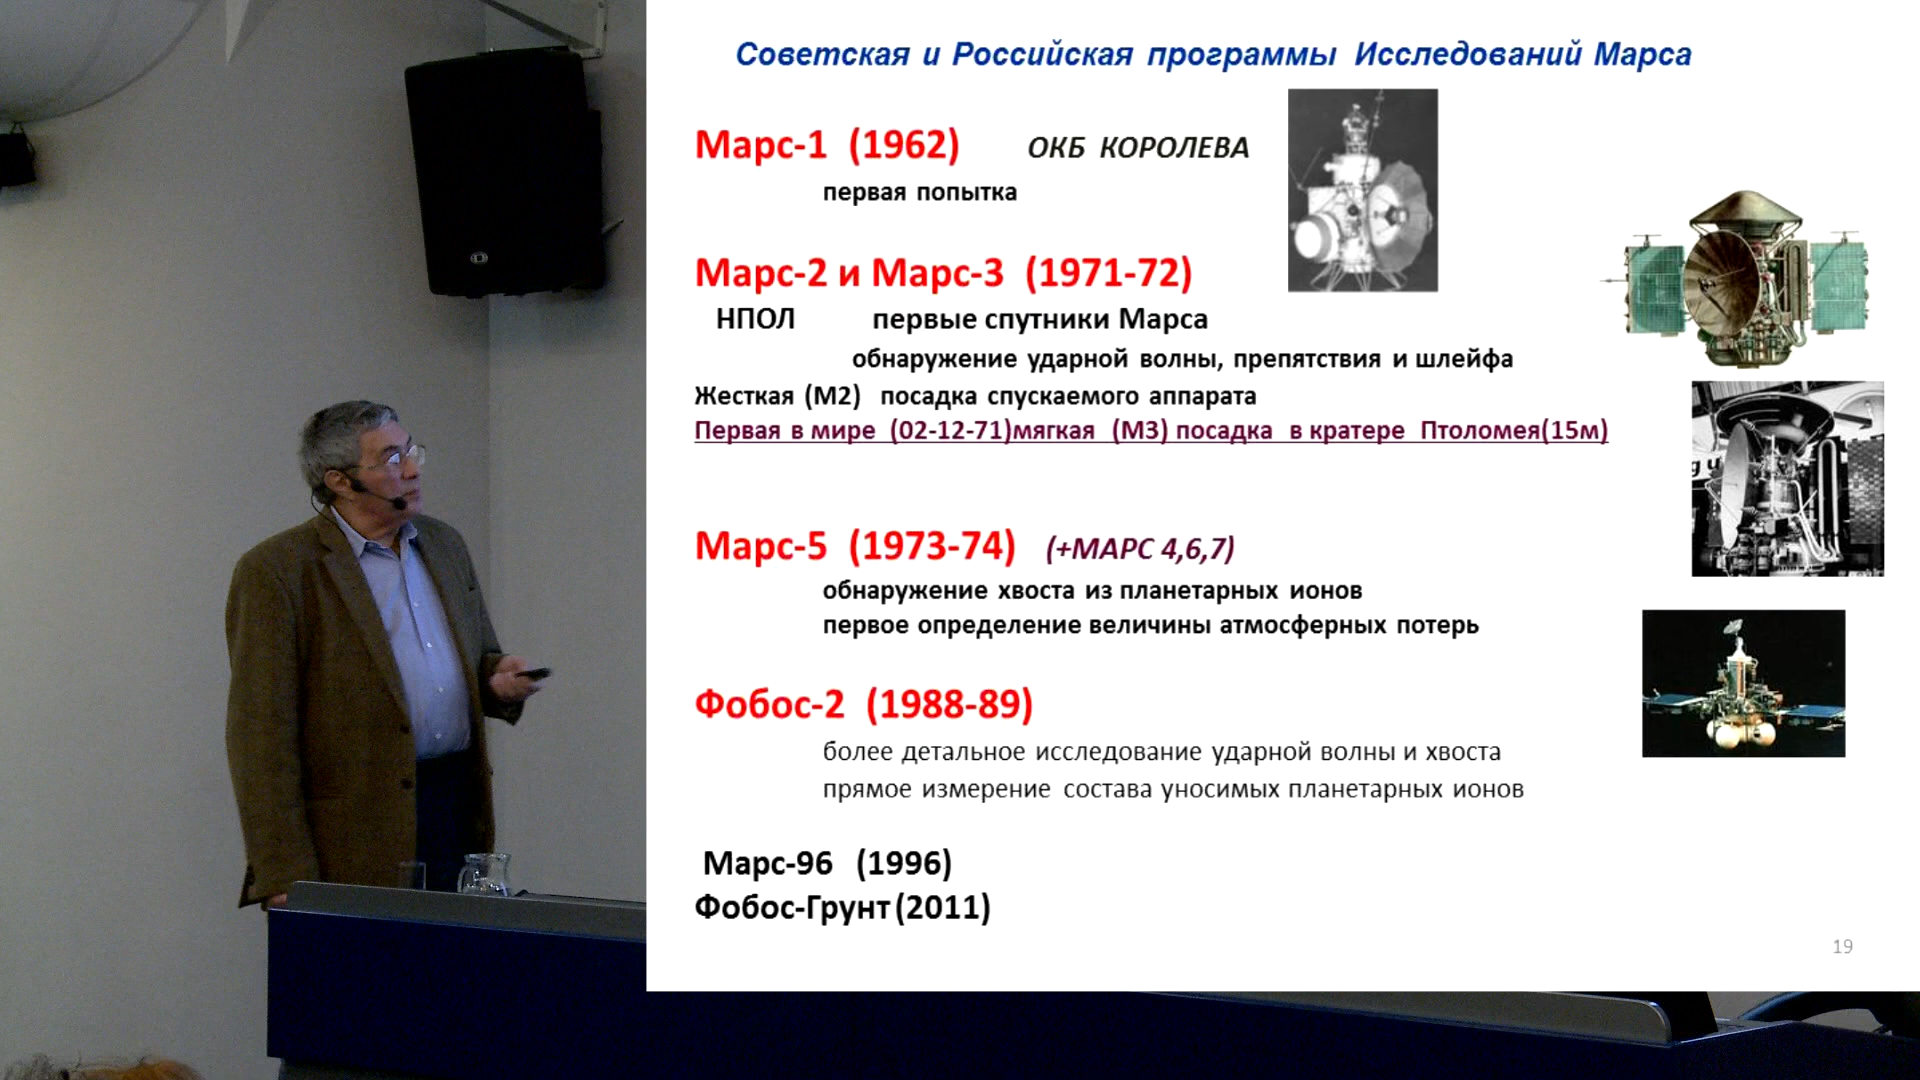 Советская и Российская программы Исследований Марса
Марс-1 (1962) ОКБ КОРОЛЕВА
первая попытка
Марс-2 и Марс-3 (1971-72)
НПОЛ первые спутники Марса
обнаружение ударной волны, препятствия и шлейфа
Жесткая (М2) посадка спускаемого аппарата
Первая в мире (02-12-71)мягкая (М3) посадка в кратере Птоломея(15м)
Марс-5 (1973-74) (+МАРС 4,6,7)
обнаружение хвоста из планетарных ионов
первое определение величины атмосферных потерь
Фобос-2 (1988-89)
более детальное исследование ударной волны и хвоста
прямое измерение состава уносимых планетарных ионов
Марс-96 (1996)
Фобос-Грунт (2011)
19